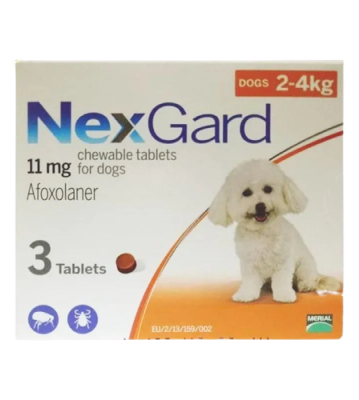 DOGS 2-4kg
NexGard
11 mg chewable tablets
for dogs
Afoxolaner
3 Tablets
EU/2/13/159/002
MERIAL